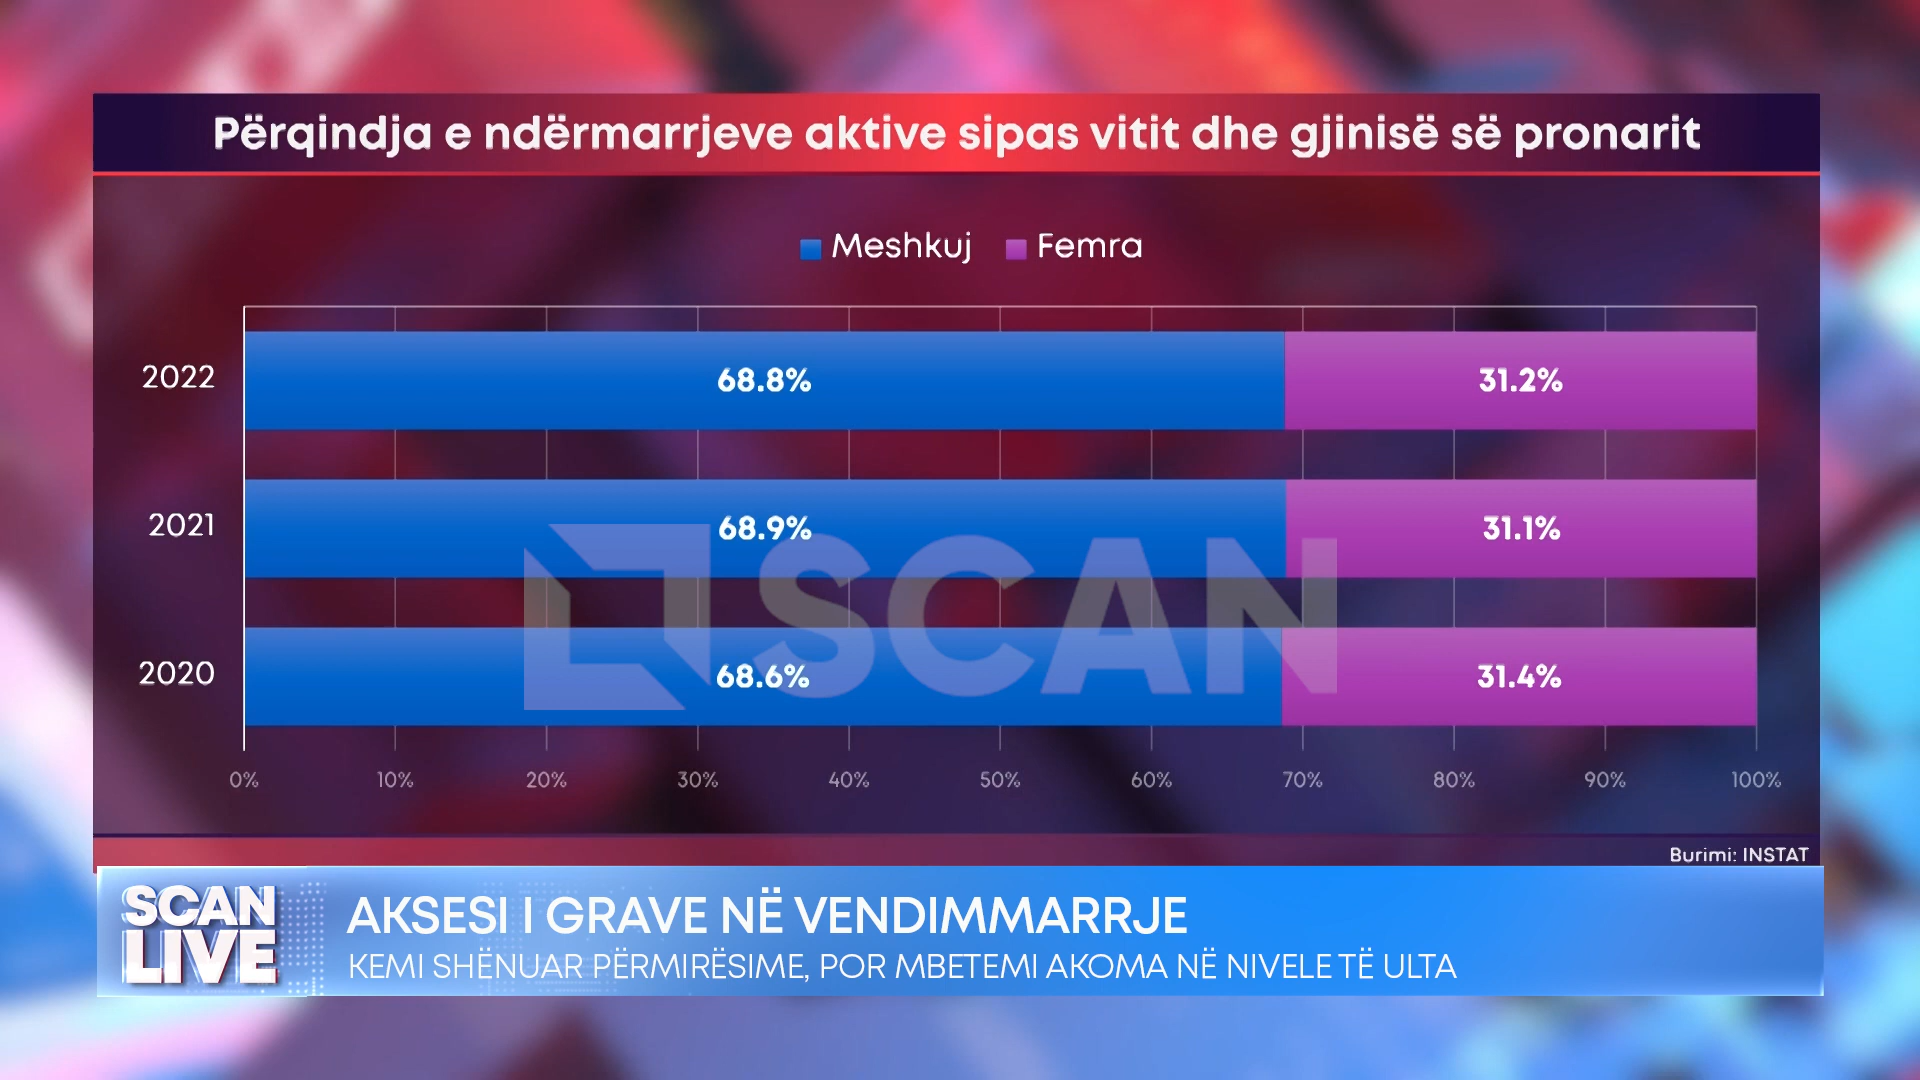 Përqindja e ndërmarrjeve aktive sipas vitit dhe gjinisë së pronarit
Meshkuj Femra
2022 68.8% 31.2%
2021 68.9% 31.1%
SCAN
2020 68.6% 31.4%
0% 10% 20% 30% 40% 50% 60% 70% 80% 90% 100%
Burimi: INSTAT
SCAN
LIVE
AKSESI I GRAVE NË VENDIMMARRJE
KEMI SHËNUAR PËRMIRËSIME, POR MBETEMI AKOMA NË NIVELE TË ULTA